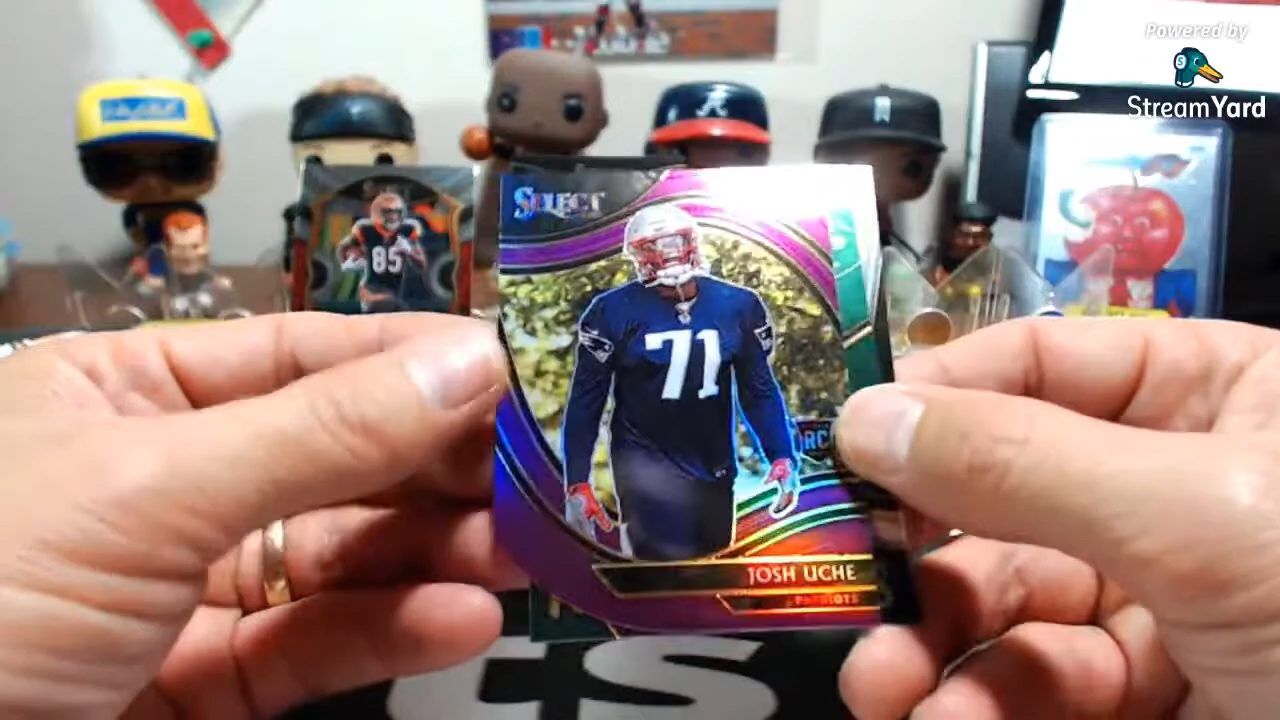 Powered by
StreamYard
A
SELECT
85
71
RC
JOSH UCHE
PATRIOTS